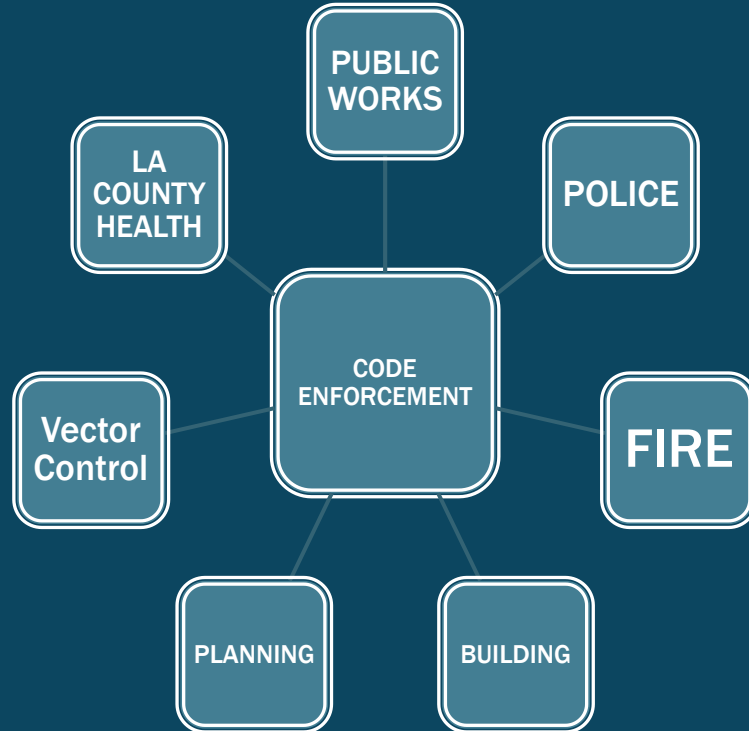 PUBLIC
WORKS
LA
COUNTY
HEALTH
POLICE
CODE
ENFORCEMENT
Vector
Control
FIRE
PLANNING
BUILDING